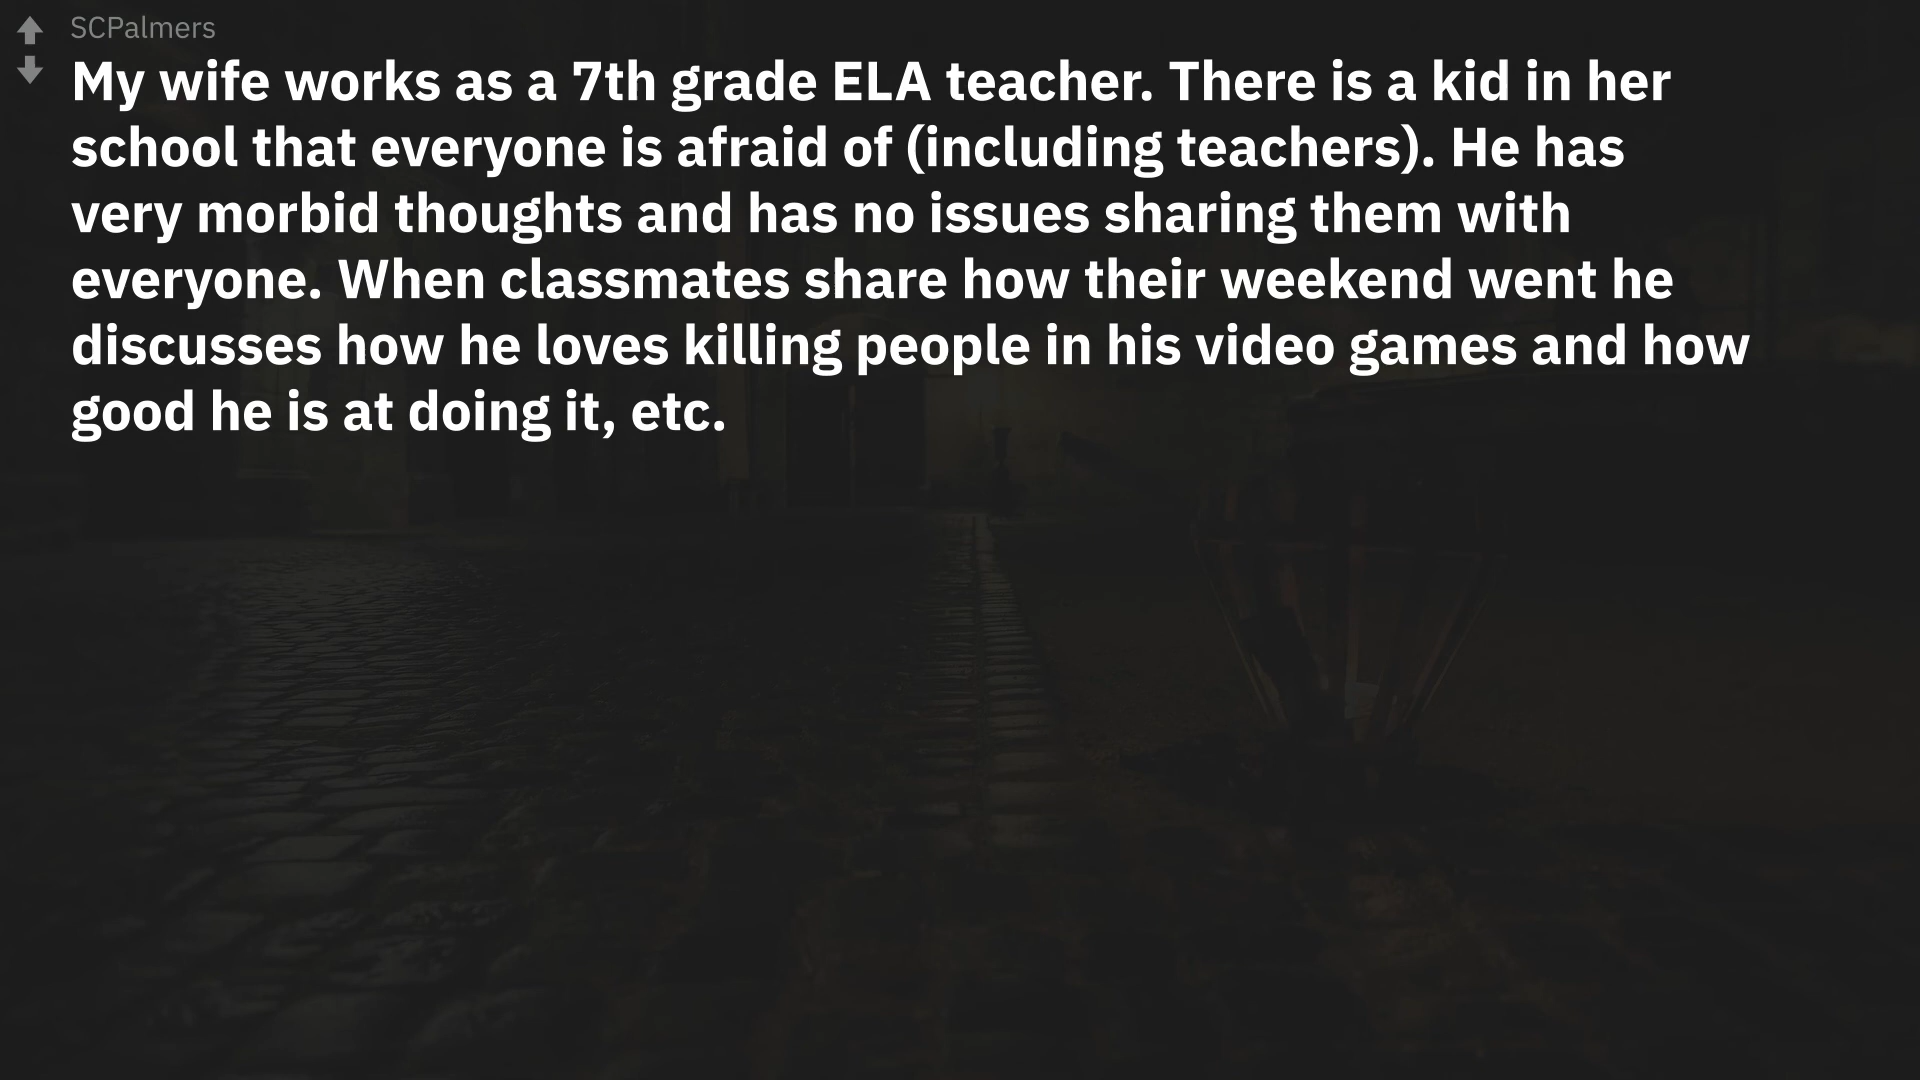 SCPalmers
My wife works as a 7th grade ELA teacher. There is a kid in her
school that everyone is afraid of (including teachers). He has
very morbid thoughts and has no issues sharing them with
everyone. When classmates share how their weekend went he
discusses how he loves killing people in his video games and how
good he is at doing it, etc.